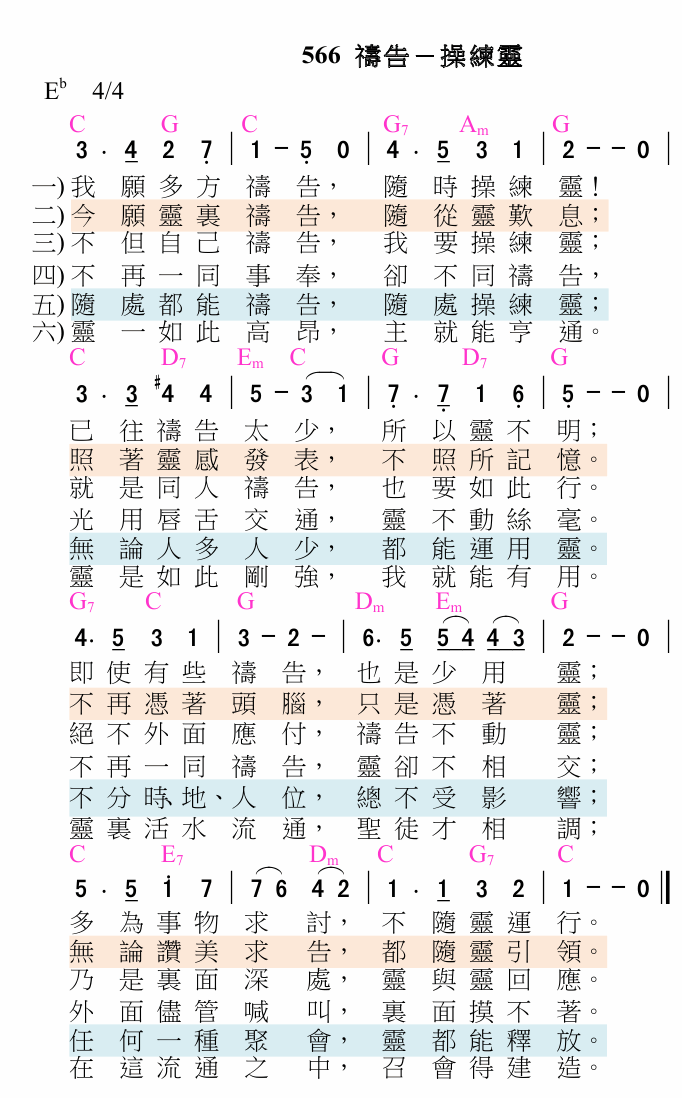 566 禱告－操練靈
E♭ 4/4
C G C G7 Am G
3 · 4 2 7 | 1 － 5 0 | 4 · 5 3 1 | 2 － － 0 |
一) 我願多方禱告，隨時操練靈！
二) 今願靈裏禱告，隨從靈歎息；
三) 不但自己禱告，我要操練靈；
四) 不再一同事奉，卻不同禱告，
五) 隨處都能禱告，隨處操練靈；
六) 靈一如此高昂，主就能亨通。
C D7 Em C G D7 G
3 · 3 #4 4 | 5 － 3 1 | 7 · 7 1 6 | 5 － － 0 |
已往禱告太少，所以靈不明；
照著靈感發表，不照所記憶。
就是同人禱告，也要如此行。
光用唇舌交通，靈不動絲毫。
無論人多人少，都能運用靈。
靈是如此剛強，我就能有用。
G7 C G Dm Em G
4· 5 3 1 | 3 － 2 － | 6· 5 5 4 4 3 | 2 － － 0 |
即使有些禱告，也是少用靈；
不再憑著頭腦，只是憑著靈；
絕不外面應付，禱告不動靈；
不再一同禱告，靈卻不相交；
不分時、地、人位，總不受影響；
靈裏活水流通，聖徒才相調；
C E7 Dm C G7 C
5 · 5 i 7 | 7 6 4 2 | 1 · 1 3 2 | 1 － － 0 ‖
多為事物求討，不隨靈運行。
無論讚美求告，都隨靈引領。
乃是裏面深處，靈與靈回應。
外面儘管喊叫，裏面摸不著。
任何一種聚會，靈都能釋放。
在這流通之中，召會得建造。